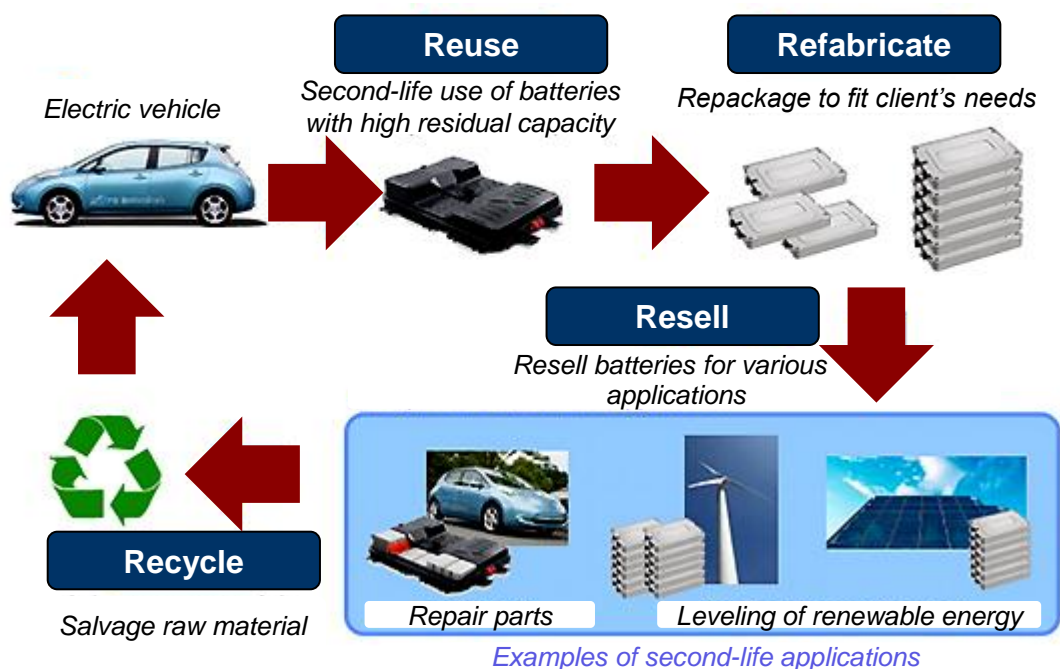 Reuse
Refabricate
Electric vehicle
Second-life use of batteries
with high residual capacity
Repackage to fit client's needs
Resell
Resell batteries for various
applications
Recycle
Salvage raw material
Repair parts
Leveling of renewable energy
Examples of second-life applications